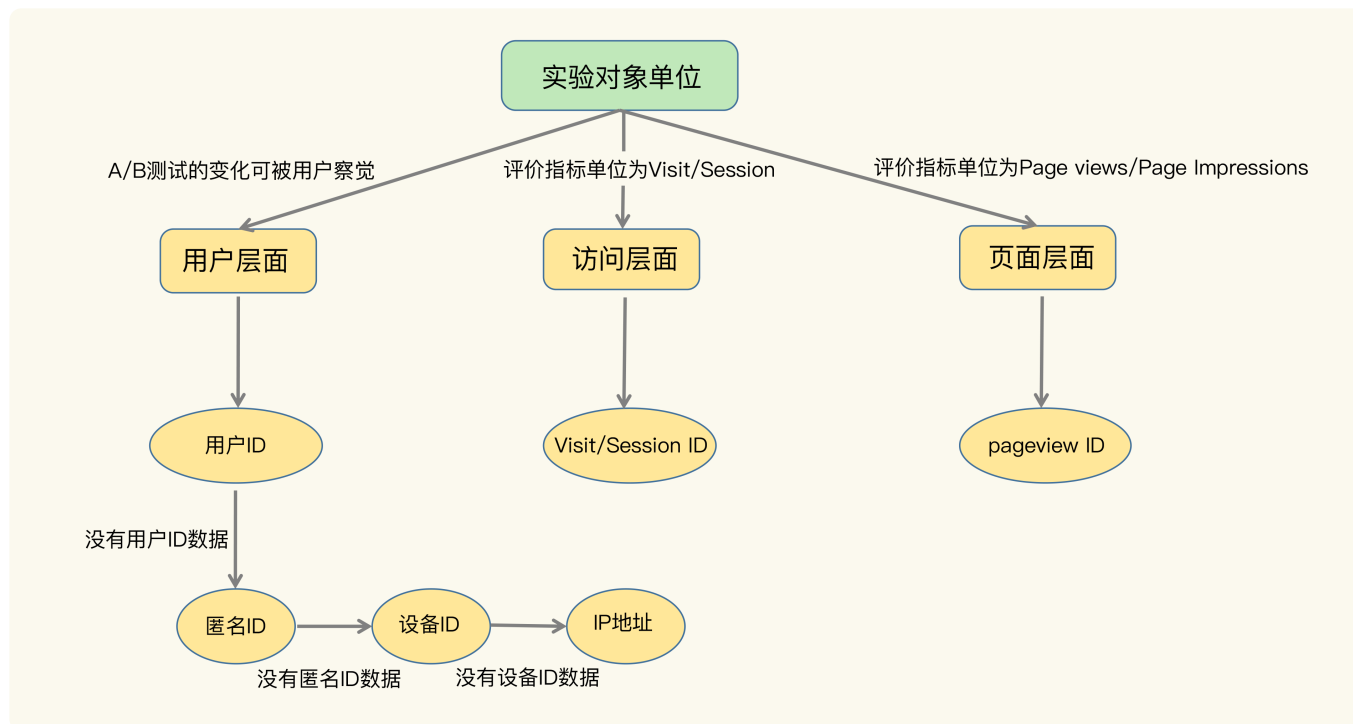 实验对象单位
A/B测试的变化可被用户察觉
评价指标单位为Visit/Session
评价指标单位为Page views/Page Impressions
用户层面
访问层面
页面层面
用户ID
Visit/Session ID
pageview ID
没有用户ID数据
匿名ID
设备ID
IP地址
没有匿名ID数据
没有设备ID数据